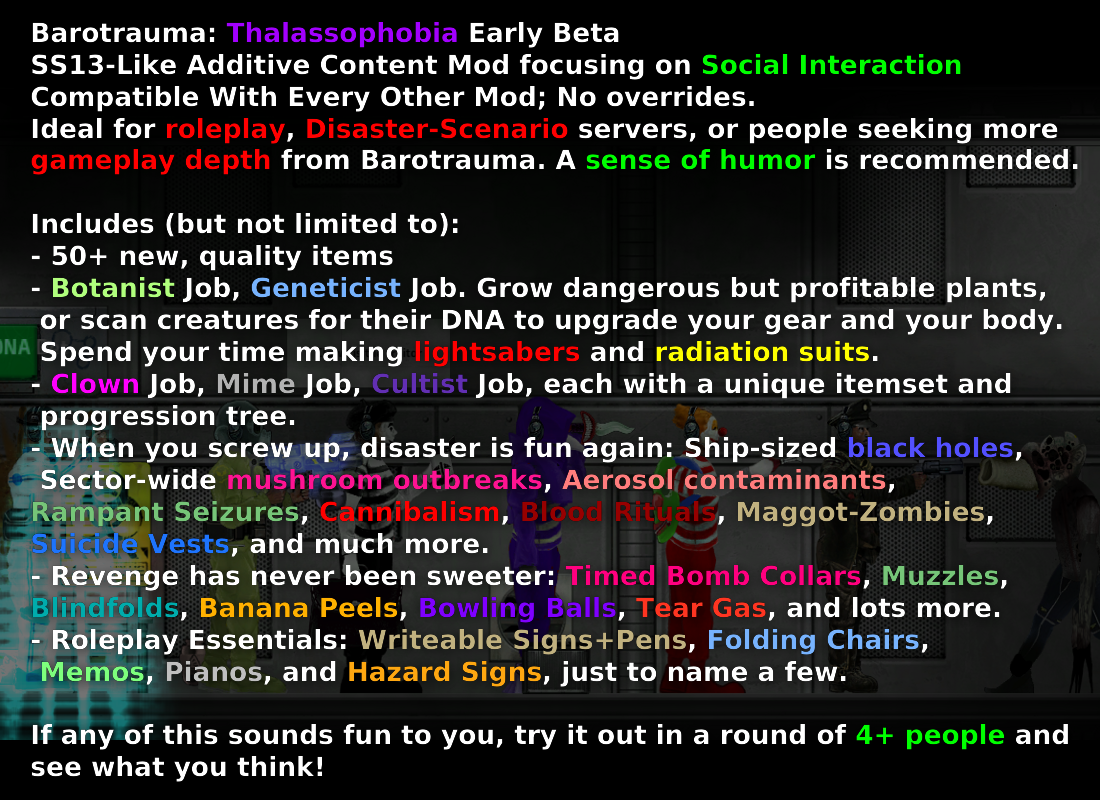 Barotrauma: Thalassophobia Early Beta
SS13-Like Additive Content Mod focusing on Social Interaction
Compatible With Every Other Mod; No overrides.
Ideal for roleplay, Disaster-Scenario servers, or people seeking more
gameplay depth from Barotrauma. A sense of humor is recommended.
Includes (but not limited to):
- 50+ new, quality items
- Botanist Job, Geneticist Job. Grow dangerous but profitable plants,
or scan creatures for their DNA to upgrade your gear and your body.
DNA
Spend your time making lightsabers and radiation suits.
- Clown Job, Mime Job, Cultist Job, each with a unique itemset and
progression tree.
- When you screw up, disaster is fun again: Ship-sized black holes,
Sector-wide mushroom outbreaks, Aerosol contaminants,
Rampant Seizures, Cannibalism, Blood Rituals, Maggot-Zombies,
Suicide Vests, and much more.
- Revenge has never been sweeter: Timed Bomb Collars, Muzzles,
Blindfolds, Banana Peels, Bowling Balls, Tear Gas, and lots more.
- Roleplay Essentials: Writeable Signs+Pens, Folding Chairs,
Memos, Pianos, and Hazard Signs, just to name a few.
If any of this sounds fun to you, try it out in a round of 4+ people and
see what you think!